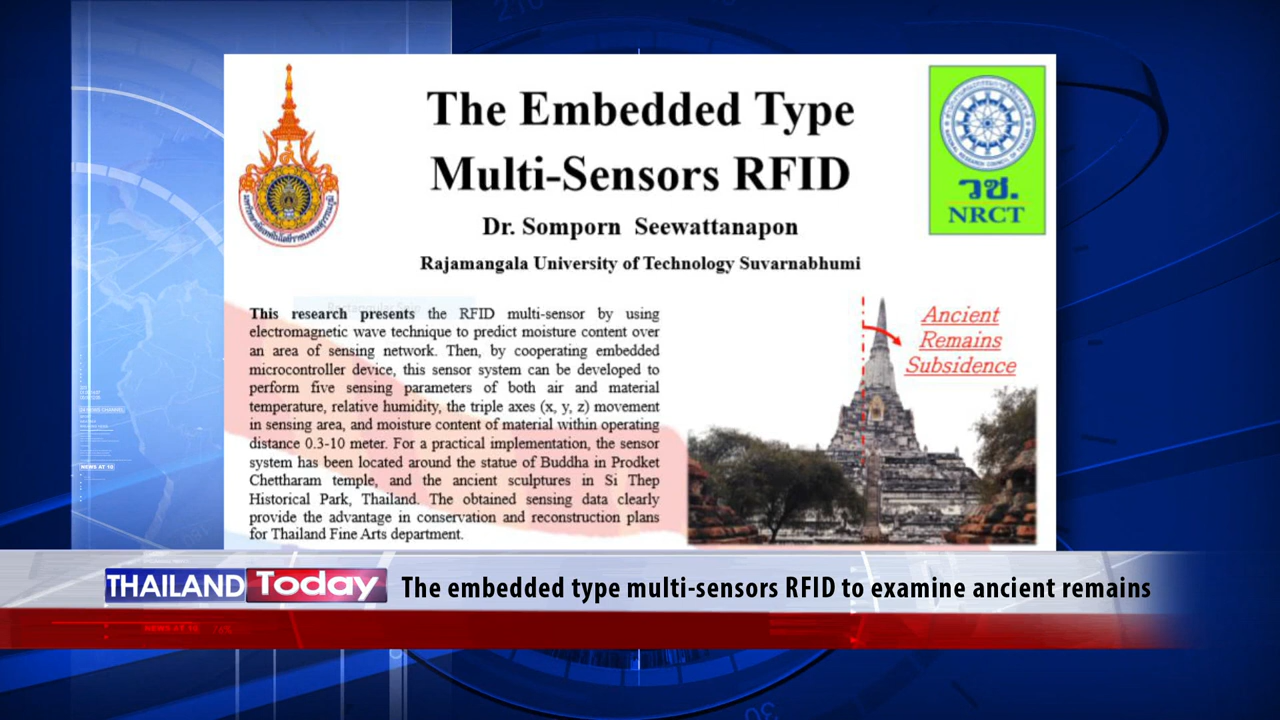 The Embedded Type
Multi-Sensors RFID
Dr. Somporn Seewattanapon
Rajamangala University of Technology Suvarnabhumi
วช.
NRCT
This research presents the RFID multi-sensor by using
electromagnetic wave technique to predict moisture content over
an area of sensing network. Then, by cooperating embedded
microcontroller device, this sensor system can be developed to
perform five sensing parameters of both air and material
temperature, relative humidity, the triple axes (x, y, z) movement
in sensing area, and moisture content of material within operating
distance 0.3-10 meter. For a practical implementation, the sensor
system has been located around the statue of Buddha in Prodket
Chettharam temple, and the ancient sculptures in Si Thep
Historical Park, Thailand. The obtained sensing data clearly
provide the advantage in conservation and reconstruction plans
for Thailand Fine Arts department.
Ancient
Remains
Subsidence
NEWS AT 10
THAILAND Today
The embedded type multi-sensors RFID to examine ancient remains
NEWS AT 10
30